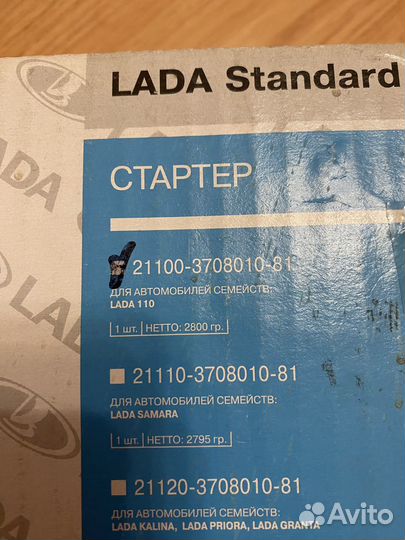 LADA Standard
СТАРТЕР
21100-3708010-81
ДЛЯ АВТОМОБИЛЕЙ СЕМЕЙСТВ:
LADA 110
1 шт. НЕТТО: 2800 гр.
21110-3708010-81
ДЛЯ АВТОМОБИЛЕЙ СЕМЕЙСТВ:
LADA SAMARA
1 шт. НЕТТО: 2795 гр.
21120-3708010-81
ДЛЯ АВТОМОБИЛЕЙ СЕМЕЙСТВ:
LADA KALINA, LADA PRIORA, LADA GRANTA
LADA
LADA
Avito